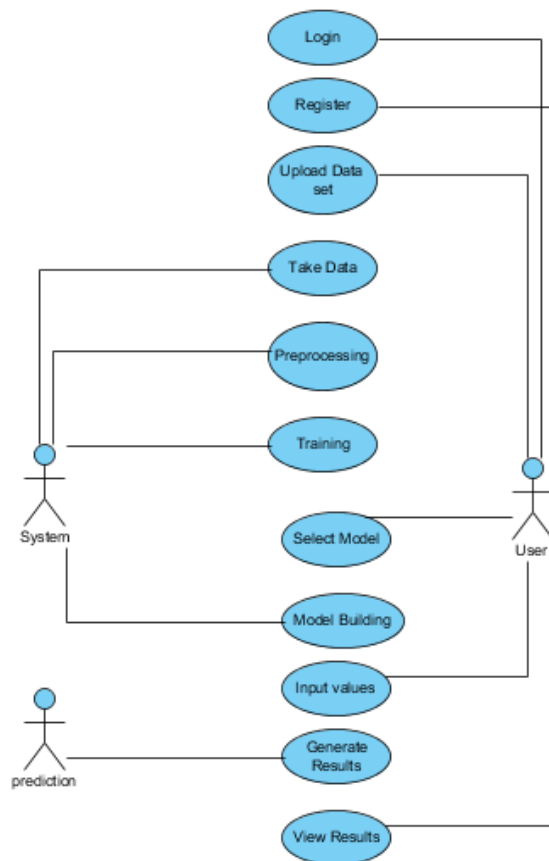 Login
Register
Upload Data
set
Take Data
Preprocessing
Training
System
Select Model
User
Model Building
Input values
Generate
Results
prediction
View Results